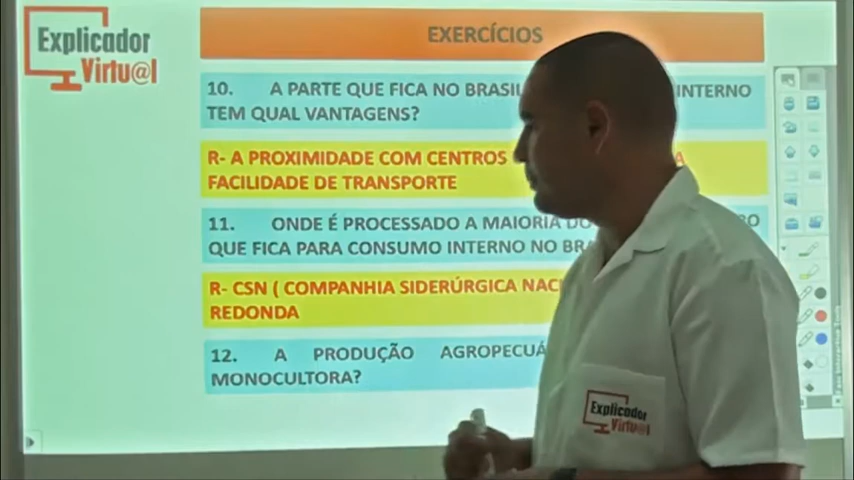 Explicador
Virtu@l
EXERCÍCIOS
10. A PARTE QUE FICA NO BRASIL INTERNO
TEM QUAL VANTAGENS?
R- A PROXIMIDADE COM CENTROS A
FACILIDADE DE TRANSPORTE
11. ONDE É PROCESSADO A MAIORIA DO RO
QUE FICA PARA CONSUMO INTERNO NO BRA
R- CSN ( COMPANHIA SIDERÚRGICA NAC
REDONDA
12. A PRODUÇÃO AGROPECUÁ
MONOCULTORA?
Explicador
Virtu@l